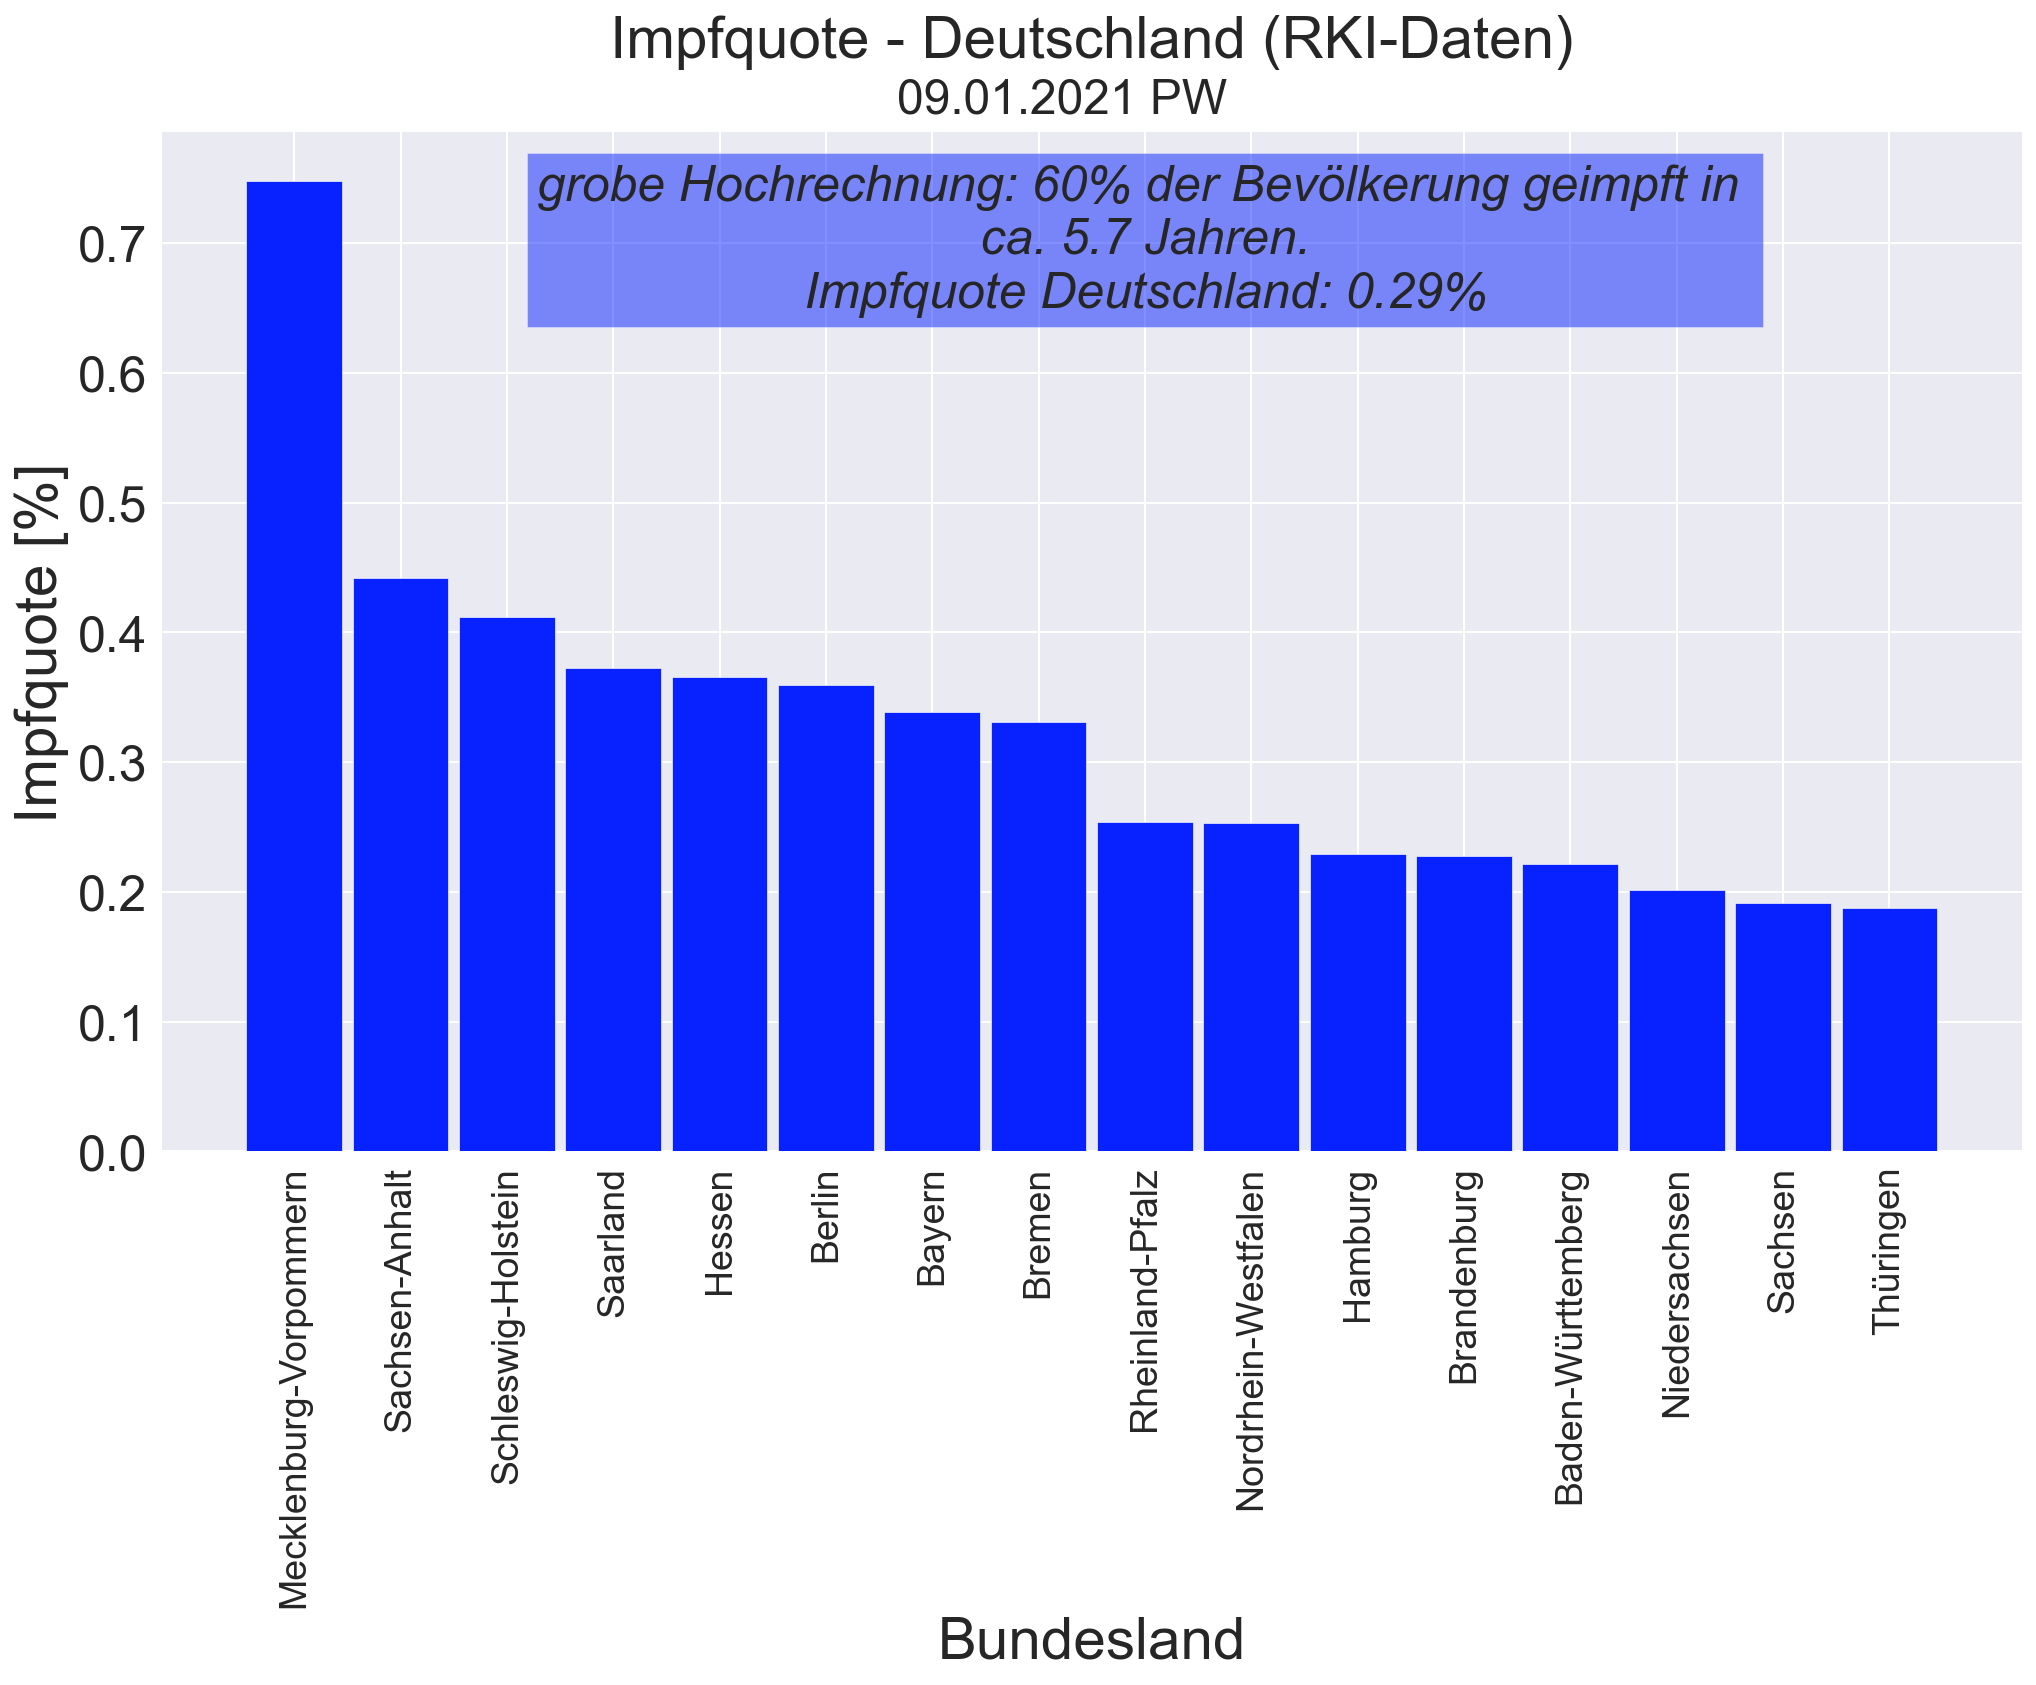 Impfquote - Deutschland (RKI-Daten)
09.01.2021 PW
grobe Hochrechnung: 60% der Bevölkerung geimpft in
ca. 5.7 Jahren.
Impfquote Deutschland: 0.29%
Impfquote [%]
0.7
0.6
0.5
0.4
0.3
0.2
0.1
0.0
Mecklenburg-Vorpommern
Sachsen-Anhalt
Schleswig-Holstein
Saarland
Hessen
Berlin
Bayern
Bremen
Rheinland-Pfalz
Nordrhein-Westfalen
Hamburg
Brandenburg
Baden-Württemberg
Niedersachsen
Sachsen
Thüringen
Bundesland